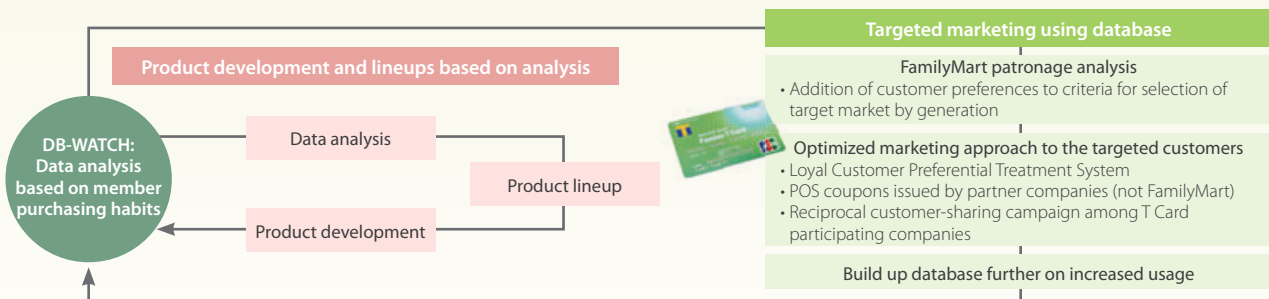 Targeted marketing using database
Product development and lineups based on analysis
FamilyMart patronage analysis
• Addition of customer preferences to criteria for selection of
target market by generation
DB-WATCH:
Data analysis
based on member
purchasing habits
Data analysis
Product lineup
Product development
T
Famima T Card
JCB
Optimized marketing approach to the targeted customers
• Loyal Customer Preferential Treatment System
• POS coupons issued by partner companies (not FamilyMart)
• Reciprocal customer-sharing campaign among T Card
participating companies
Build up database further on increased usage